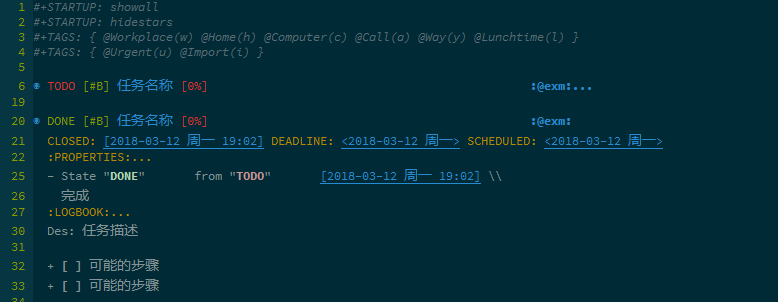 1 #+STARTUP: showall
2 #+STARTUP: hidestars
3 #+TAGS: { @Workplace(w) @Home(h) @Computer(c) @Call(a) @Way(y) @Lunchtime(l) }
4 #+TAGS: { @Urgent(u) @Import(i) }
5
6 TODO [#B] 任务名称 [0%] :@exm:...
19
20 DONE [#B] 任务名称 [0%] :@exm:
21 CLOSED: [2018-03-12 周一 19:02] DEADLINE: <2018-03-12 周一> SCHEDULED: <2018-03-12 周一>
22 :PROPERTIES:...
25 - State "DONE" from "TODO" [2018-03-12 周一 19:02] \\
26 完成
27 :LOGBOOK:...
30 Des: 任务描述
31
32 + [ ] 可能的步骤
33 + [ ] 可能的步骤